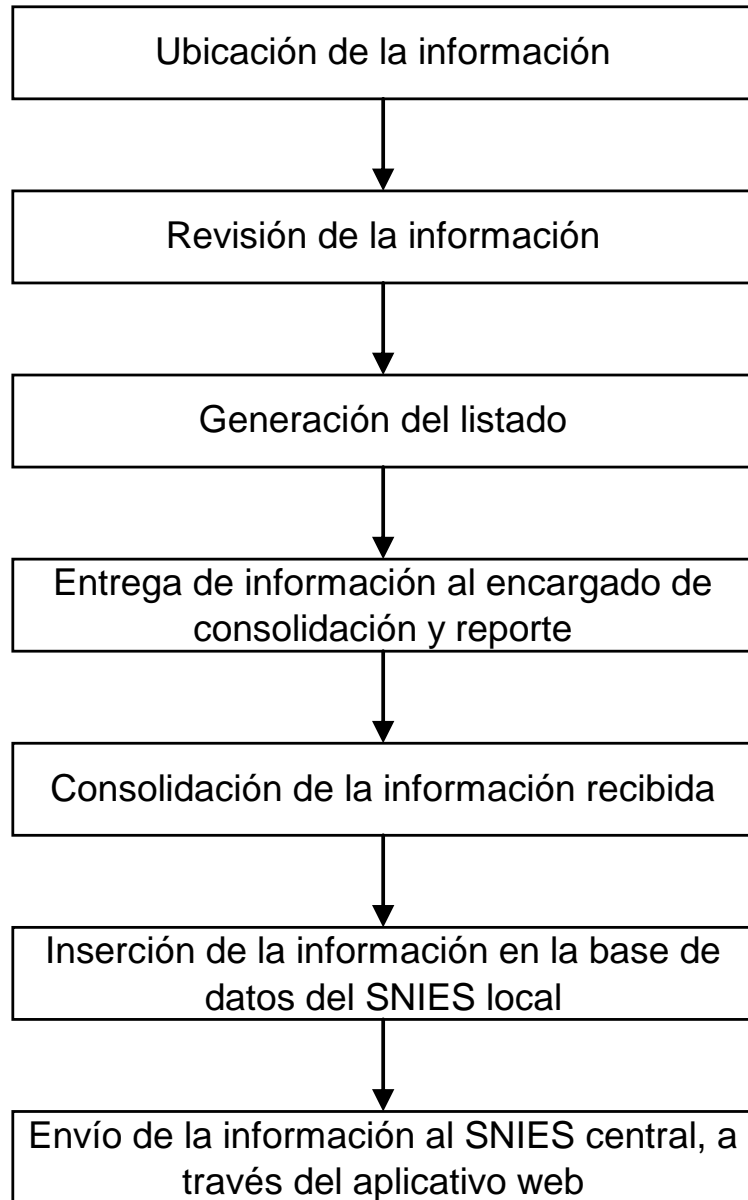 Ubicación de la información
Revisión de la información
Generación del listado
Entrega de información al encargado de
consolidación y reporte
Consolidación de la información recibida
Inserción de la información en la base de
datos del SNIES local
Envío de la información al SNIES central, a
través del aplicativo web